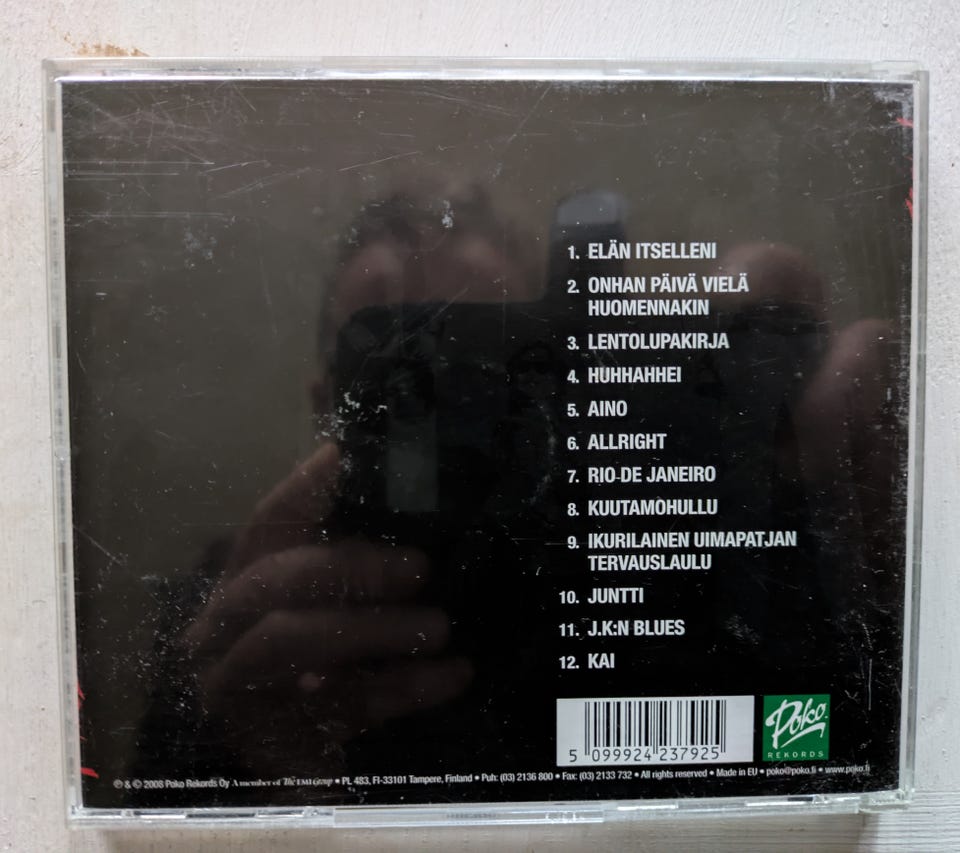 1. ELÄN ITSELLENI
2. ONHAN PÄIVÄ VIELÄ
HUOMENNAKIN
3. LENTOLUPAKIRJA
4. HUHHAHHEI
5. AINO
6. ALLRIGHT
7. RIO DE JANEIRO
8. KUUTAMOHULLU
9. IKURILAINEN UIMAPATJAN
TERVAUSLAULU
10. JUNTTI
11. J.K:N BLUES
12. KAI
5 099924 237925
Poko
REKORDS
℗ & © 2008 Poko Rekords Oy A member of The EMI Group • PL 483, FI-33101 Tampere, Finland • Puh: (03) 2136 800 • Fax: (03) 2133 732 • All rights reserved • Made in EU • poko@poko.fi • www.poko.fi